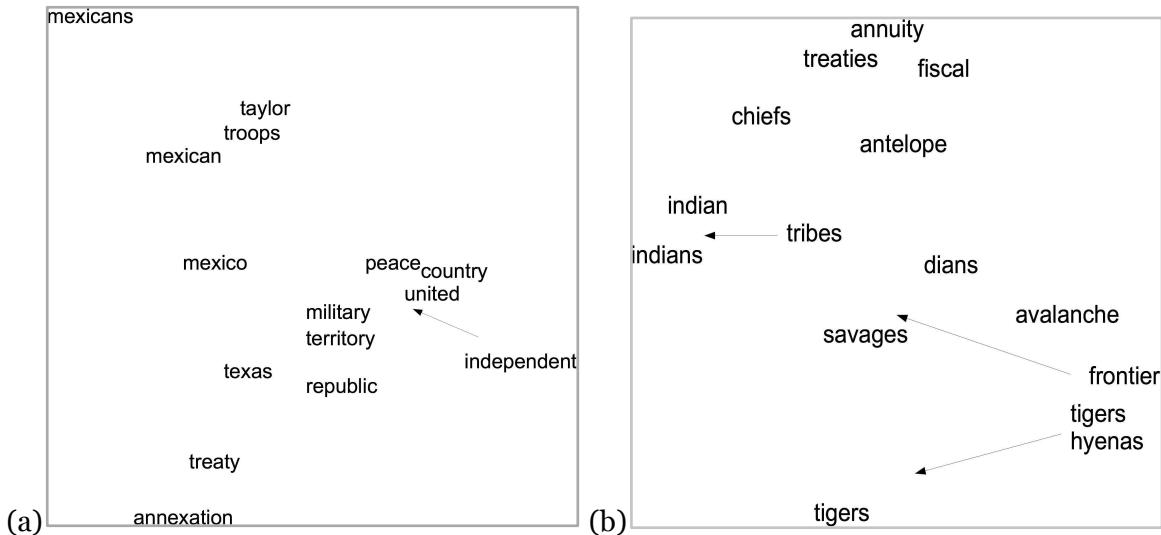 mexicans
taylor
troops
mexican
mexico
peace
country
united
military
territory
independent
texas
republic
treaty
annexation
(a)
annuity
treaties
fiscal
chiefs
antelope
indian
tribes
indians
dians
avalanche
savages
frontier
tigers
hyenas
tigers
(b)